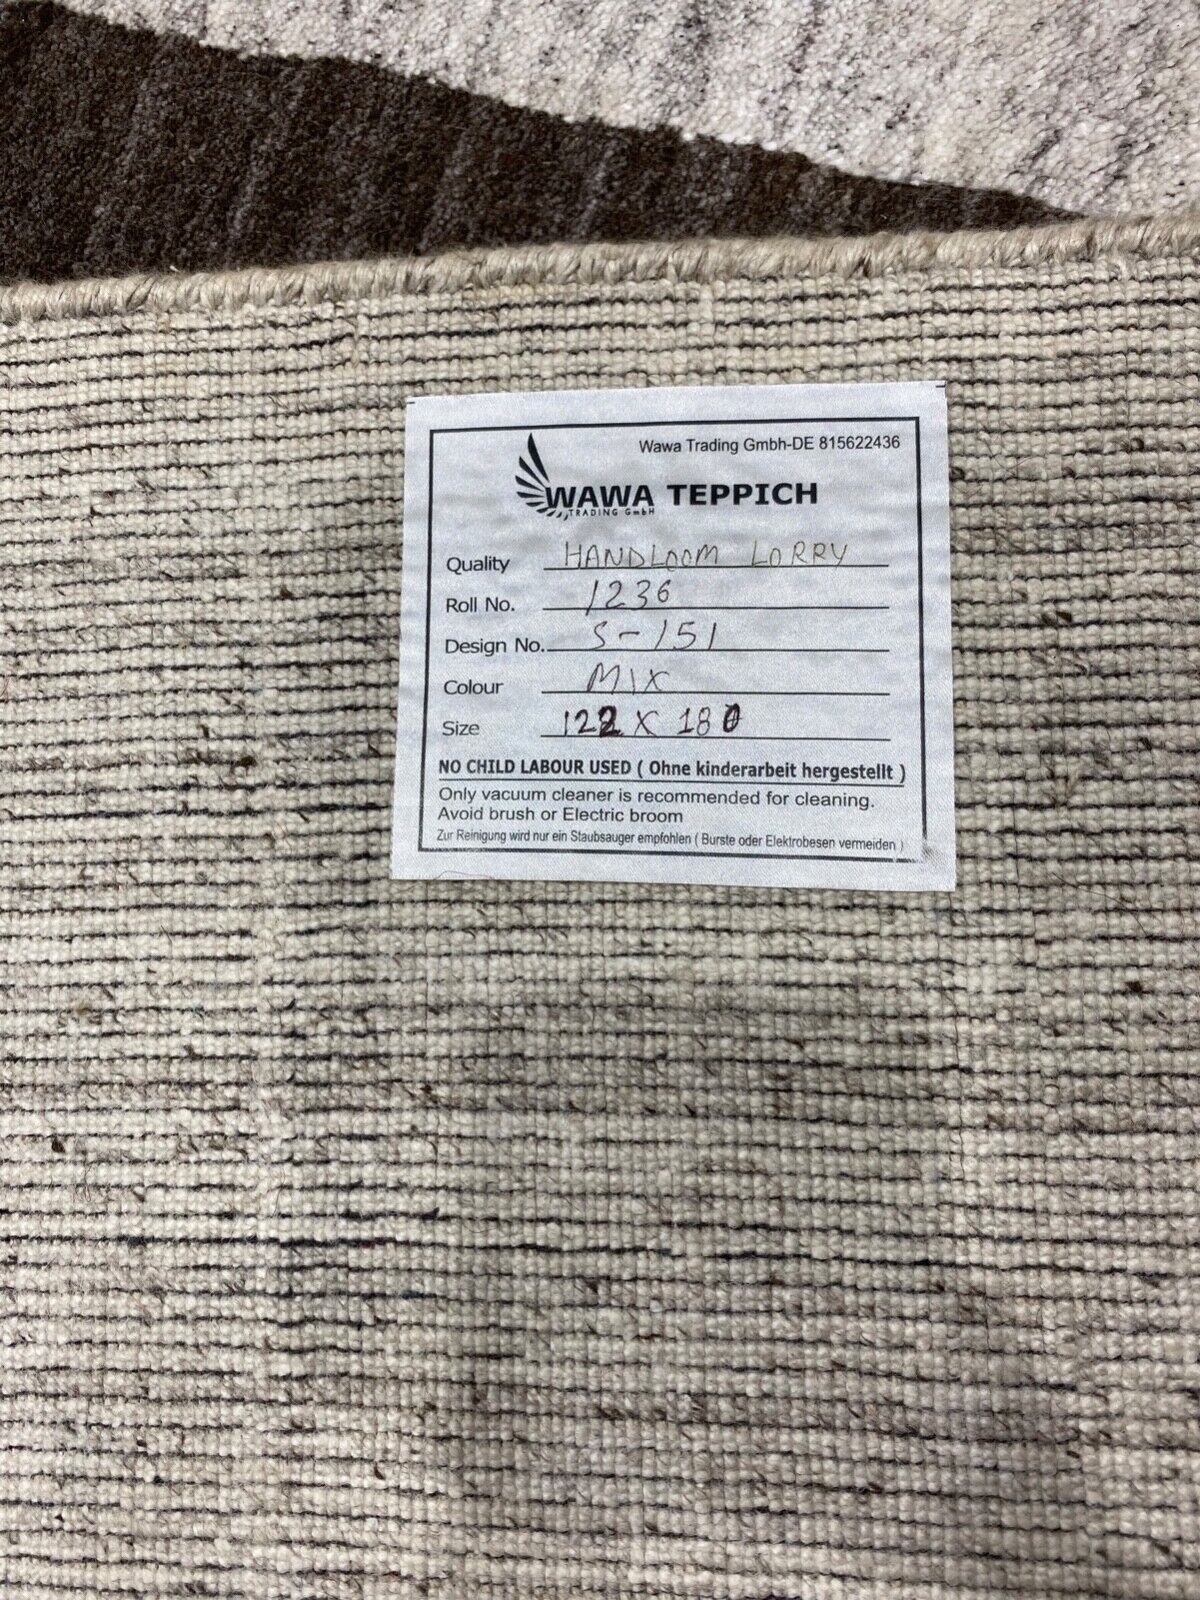 Wawa Trading Gmbh-DE 815622436
WAWA TEPPICH
TRADING GmbH
Quality HANDLOOM LORRY
Roll No. 1236
Design No. S-151
Colour MIX
Size 122 X 180
NO CHILD LABOUR USED ( Ohne kinderarbeit hergestellt )
Only vacuum cleaner is recommended for cleaning.
Avoid brush or Electric broom
Zur Reinigung wird nur ein Staubsauger empfohlen ( Burste oder Elektrobesen vermeiden )